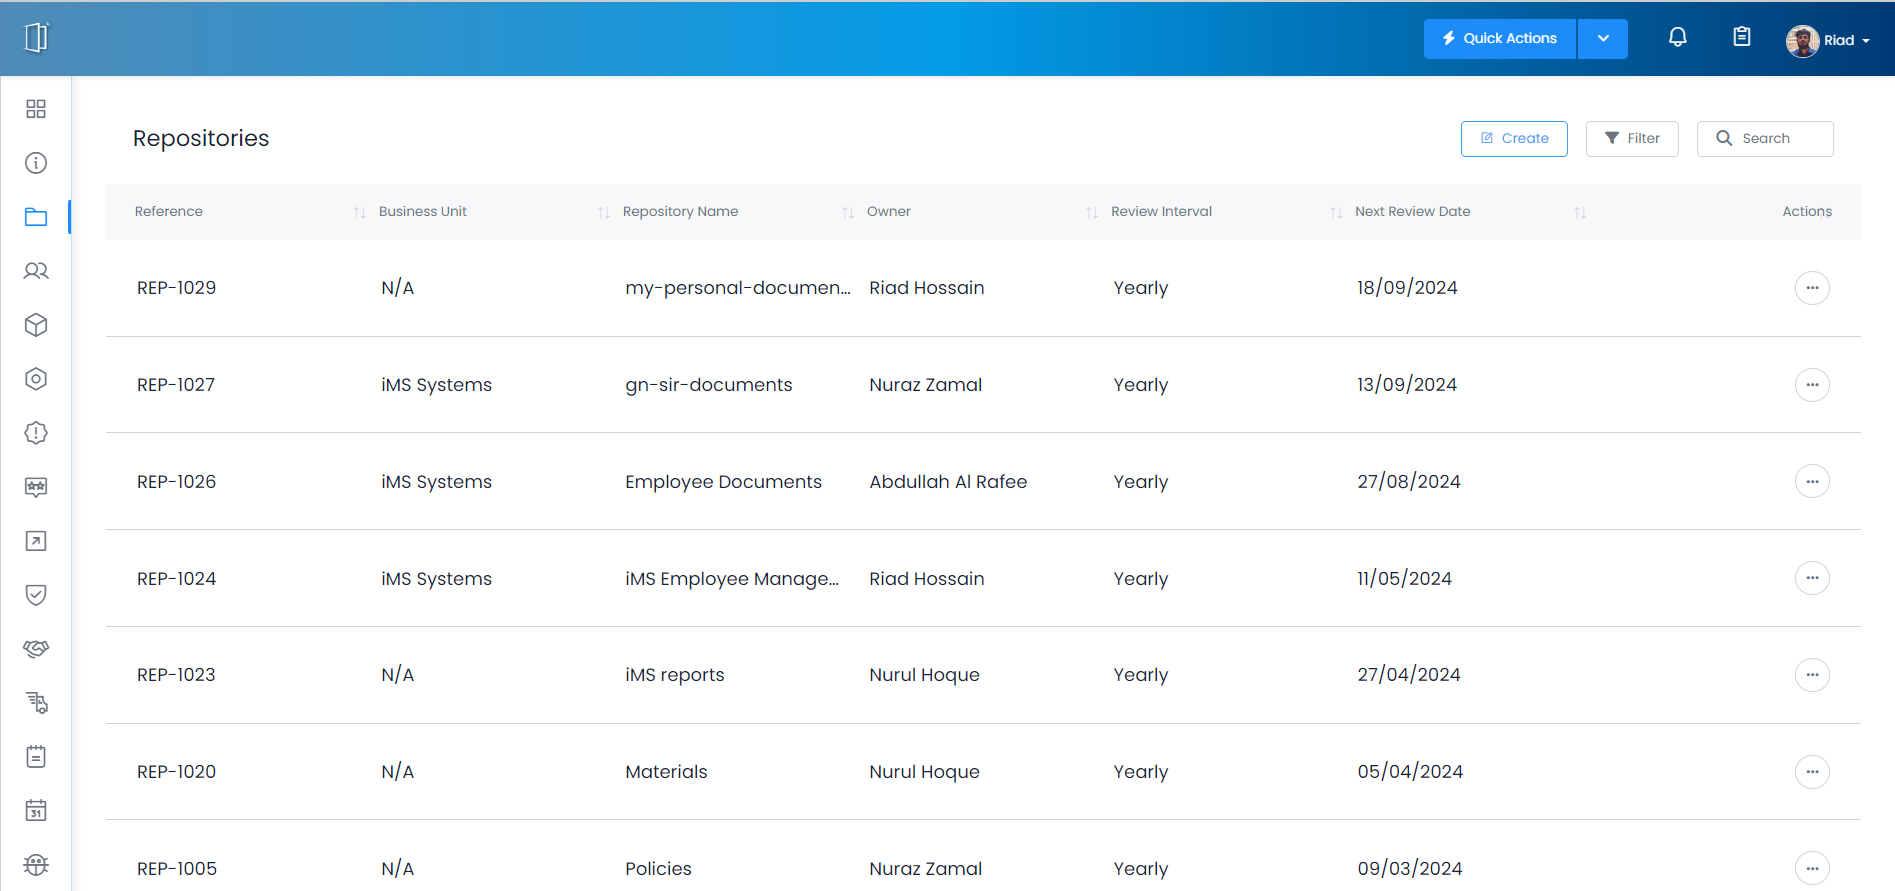 Quick Actions
Riad
Repositories
Create
Filter
Search
Reference Business Unit Repository Name Owner Review Interval Next Review Date Actions
REP-1029 N/A my-personal-documen... Riad Hossain Yearly 18/09/2024
REP-1027 iMS Systems gn-sir-documents Nuraz Zamal Yearly 13/09/2024
REP-1026 iMS Systems Employee Documents Abdullah Al Rafee Yearly 27/08/2024
REP-1024 iMS Systems iMS Employee Manage... Riad Hossain Yearly 11/05/2024
REP-1023 N/A iMS reports Nurul Hoque Yearly 27/04/2024
REP-1020 N/A Materials Nurul Hoque Yearly 05/04/2024
31
REP-1005 N/A Policies Nuraz Zamal Yearly 09/03/2024